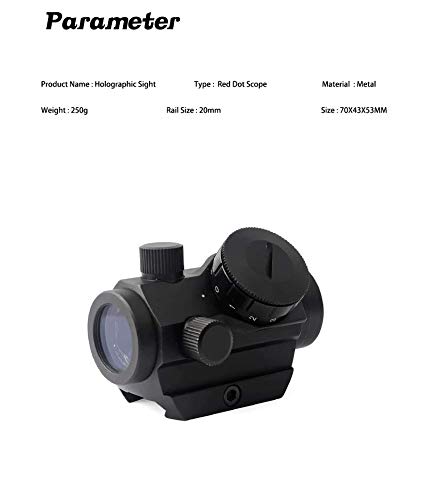 Parameter
Product Name : Holographic Sight Type : Red Dot Scope Material : Metal
Weight : 250g Rail Size : 20mm Size : 70X43X53MM
0 1 2